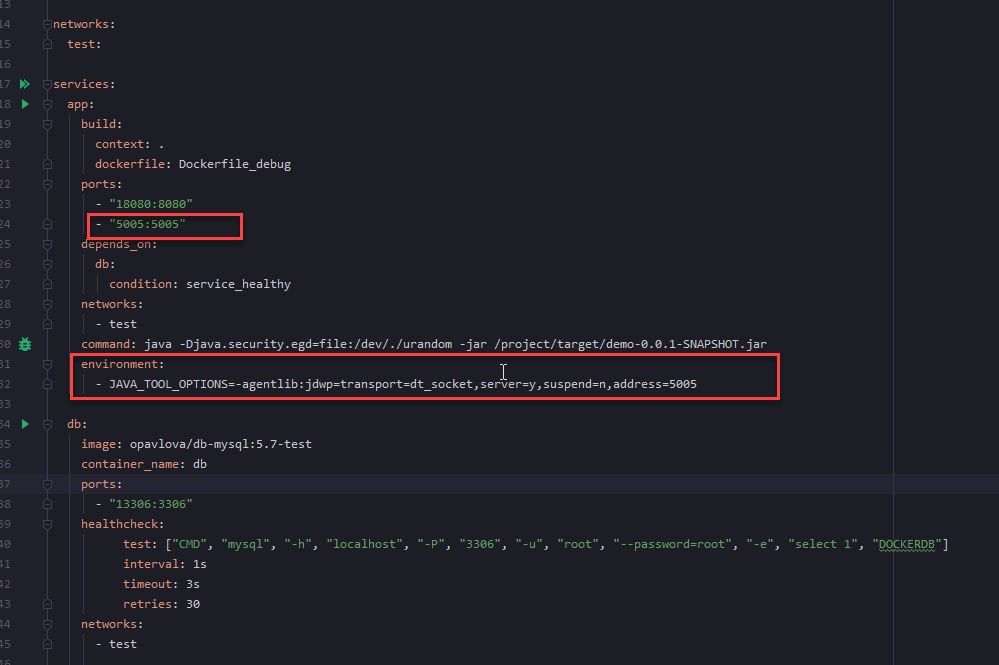 13
14 networks:
15   test:
16
17 services:
18   app:
19     build:
20       context: .
21       dockerfile: Dockerfile_debug
22     ports:
23       - "18080:8080"
24       - "5005:5005"
25     depends_on:
26       db:
27         condition: service_healthy
28     networks:
29       - test
30     command: java -Djava.security.egd=file:/dev/./urandom -jar /project/target/demo-0.0.1-SNAPSHOT.jar
31     environment:
32       - JAVA_TOOL_OPTIONS=-agentlib:jdwp=transport=dt_socket,server=y,suspend=n,address=5005
33
34   db:
35     image: opavlova/db-mysql:5.7-test
36     container_name: db
37     ports:
38       - "13306:3306"
39     healthcheck:
40           test: ["CMD", "mysql", "-h", "localhost", "-P", "3306", "-u", "root", "--password=root", "-e", "select 1", "DOCKERDB"]
41           interval: 1s
42           timeout: 3s
43           retries: 30
44     networks:
45       - test